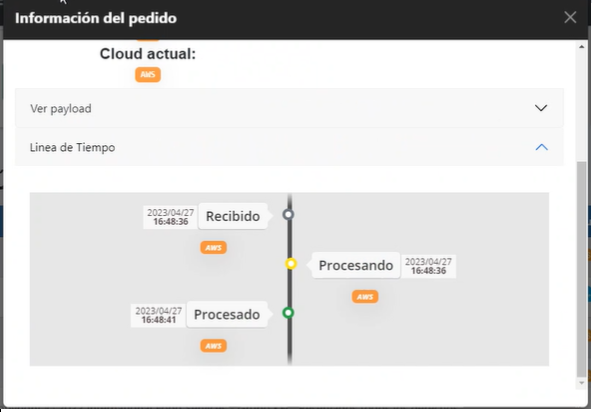 Información del pedido
Cloud actual:
AWS
Ver payload
Linea de Tiempo
2023/04/27
16:48:36
Recibido
AWS
Procesando
2023/04/27
16:48:36
AWS
2023/04/27
16:48:41
Procesado
AWS